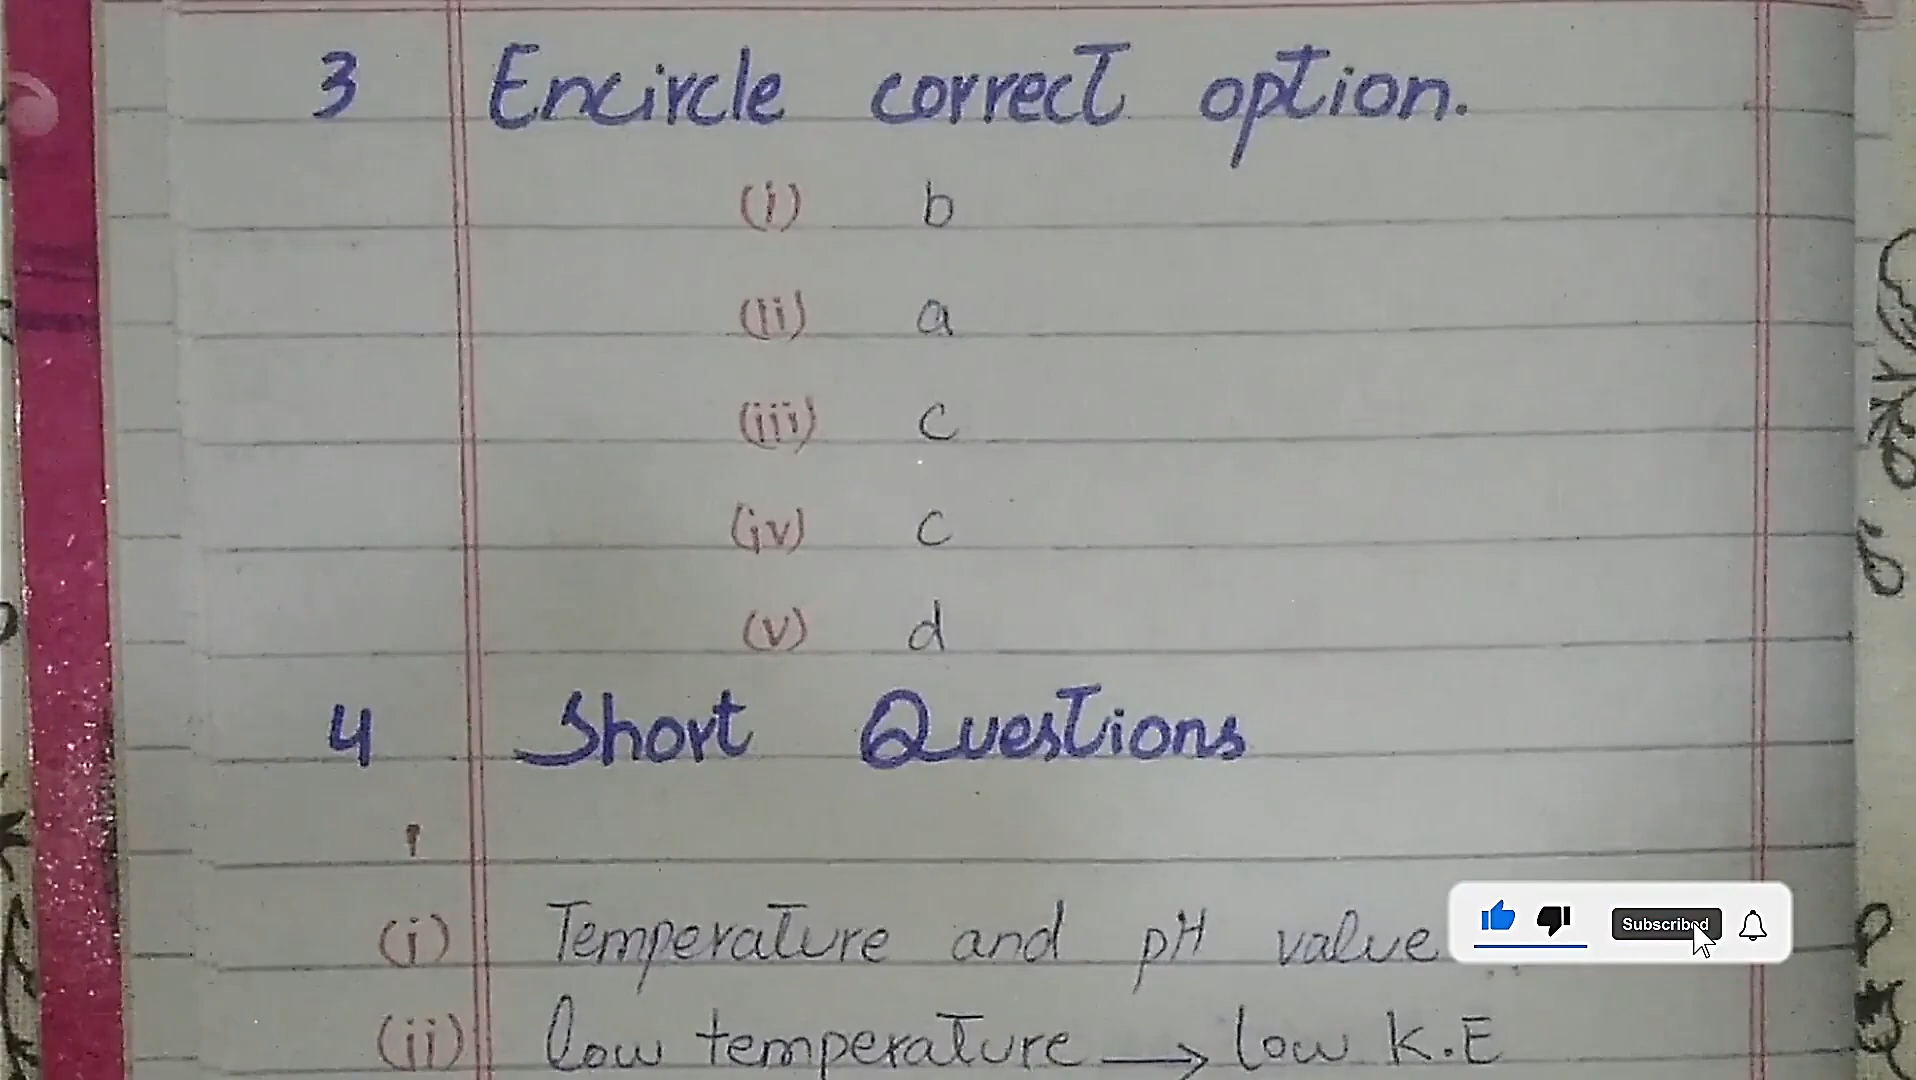 3 Encircle correct option.
(i) b
(ii) a
(iii) c
(iv) c
(v) d
4 Short Questions
(i) Temperature and pH value
Subscribed
(ii) low temperature → low K.E